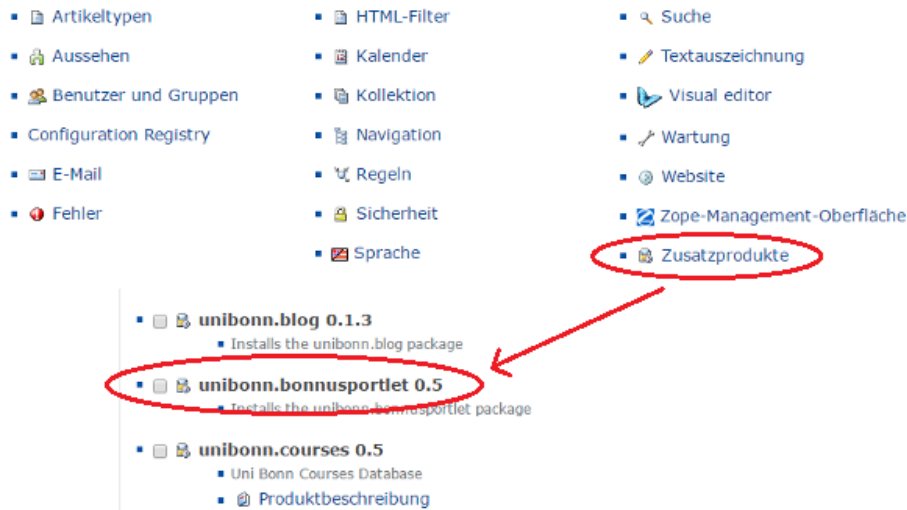 Artikeltypen
Aussehen
Benutzer und Gruppen
Configuration Registry
E-Mail
Fehler
HTML-Filter
Kalender
Kollektion
Navigation
Regeln
Sicherheit
Sprache
Suche
Textauszeichnung
Visual editor
Wartung
Website
Zope-Management-Oberfläche
Zusatzprodukte
unibonn.blog 0.1.3
Installs the unibonn.blog package
unibonn.bonnusportlet 0.5
Installs the unibonn.bonnusportlet package
unibonn.courses 0.5
Uni Bonn Courses Database
Produktbeschreibung